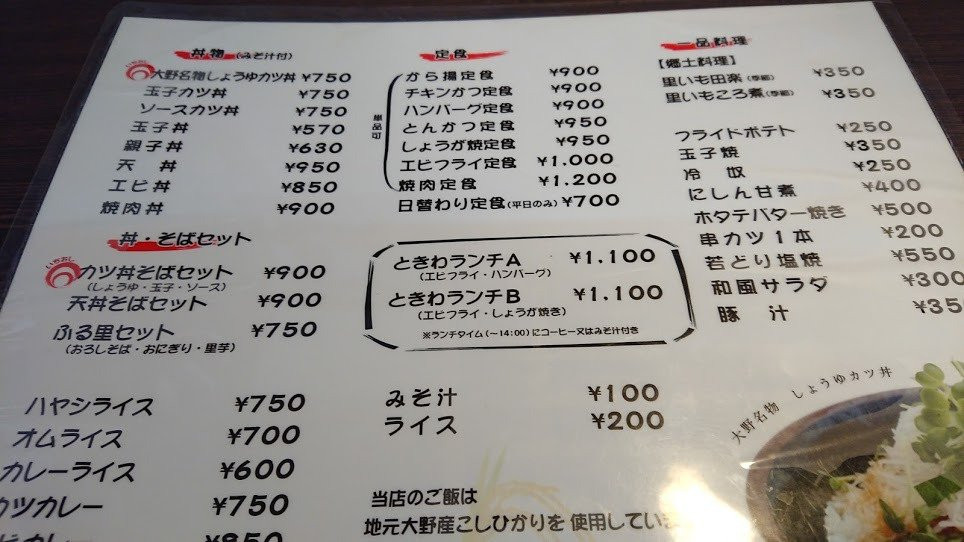 丼物(みそ汁付)
大野名物しょうゆカツ丼 ¥750
玉子カツ丼 ¥750
ソースカツ丼 ¥750
玉子丼 ¥570
親子丼 ¥630
天丼 ¥950
エビ丼 ¥850
焼肉丼 ¥900
丼・そばセット
いちおし
カツ丼そばセット ¥900
(しょうゆ・玉子・ソース)
天丼そばセット ¥900
ふる里セット ¥750
(おろしそば・おにぎり・里芋)
ハヤシライス ¥750
オムライス ¥700
カレーライス ¥600
カツカレー ¥750
カレー ¥850
定食
単品可
から揚定食 ¥900
チキンかつ定食 ¥900
ハンバーグ定食 ¥900
とんかつ定食 ¥950
しょうが焼定食 ¥950
エビフライ定食 ¥1.000
焼肉定食 ¥1.200
日替わり定食(平日のみ) ¥700
ときわランチA ¥1.100
(エビフライ・ハンバーグ)
ときわランチB ¥1.100
(エビフライ・しょうが焼き)
※ランチタイム(〜14:00)にコーヒー又はみそ汁付き
みそ汁 ¥100
ライス ¥200
当店のご飯は
地元大野産こしひかりを使用していま
一品料理
【郷土料理】
里いも田楽(季節) ¥350
里いもころ煮(季節) ¥350
フライドポテト ¥250
玉子焼 ¥350
冷奴 ¥250
にしん甘煮 ¥400
ホタテバター焼き ¥500
串カツ1本 ¥200
若どり塩焼 ¥550
和風サラダ ¥300
豚汁 ¥35
大野名物 しょうゆカツ丼